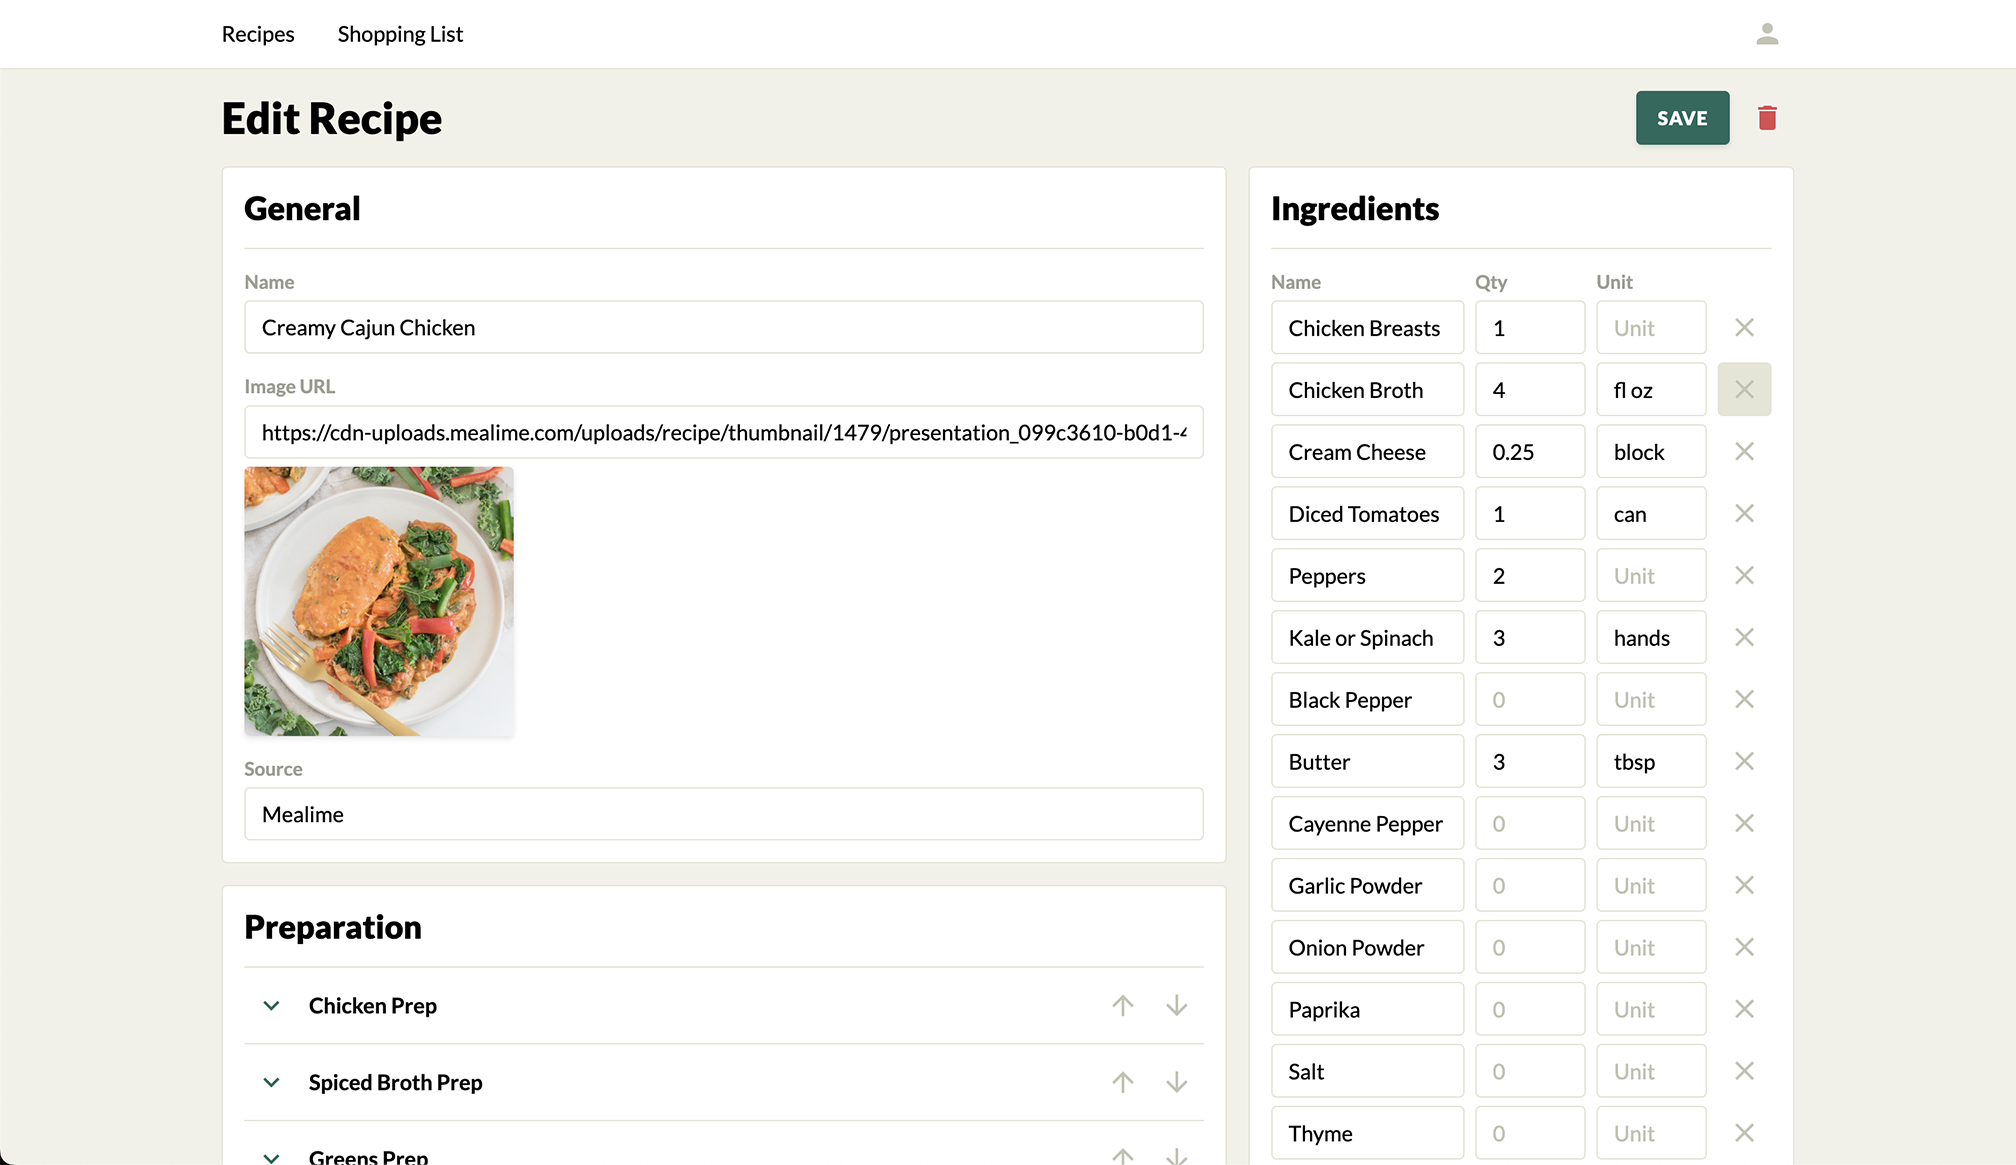 Recipes Shopping List
Edit Recipe
SAVE
General
Name
Creamy Cajun Chicken
Image URL
https://cdn-uploads.mealime.com/uploads/recipe/thumbnail/1479/presentation_099c3610-b0d1-4
Source
Mealime
Preparation
Chicken Prep
Spiced Broth Prep
Greens Prep
Ingredients
Name Qty Unit
Chicken Breasts 1 Unit
Chicken Broth 4 fl oz
Cream Cheese 0.25 block
Diced Tomatoes 1 can
Peppers 2 Unit
Kale or Spinach 3 hands
Black Pepper 0 Unit
Butter 3 tbsp
Cayenne Pepper 0 Unit
Garlic Powder 0 Unit
Onion Powder 0 Unit
Paprika 0 Unit
Salt 0 Unit
Thyme 0 Unit